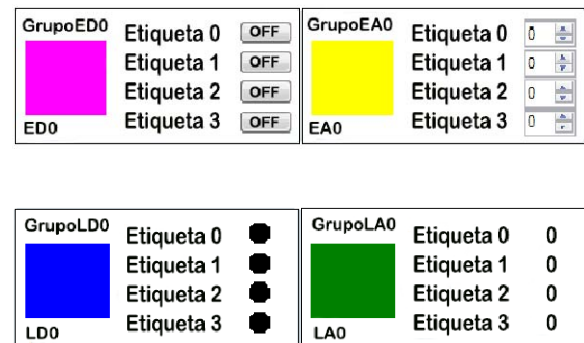 GrupoED0
Etiqueta 0 OFF
Etiqueta 1 OFF
Etiqueta 2 OFF
Etiqueta 3 OFF
ED0
GrupoEA0
Etiqueta 0 0
Etiqueta 1 0
Etiqueta 2 0
Etiqueta 3 0
EA0
GrupoLD0
Etiqueta 0
Etiqueta 1
Etiqueta 2
Etiqueta 3
LD0
GrupoLA0
Etiqueta 0 0
Etiqueta 1 0
Etiqueta 2 0
Etiqueta 3 0
LA0